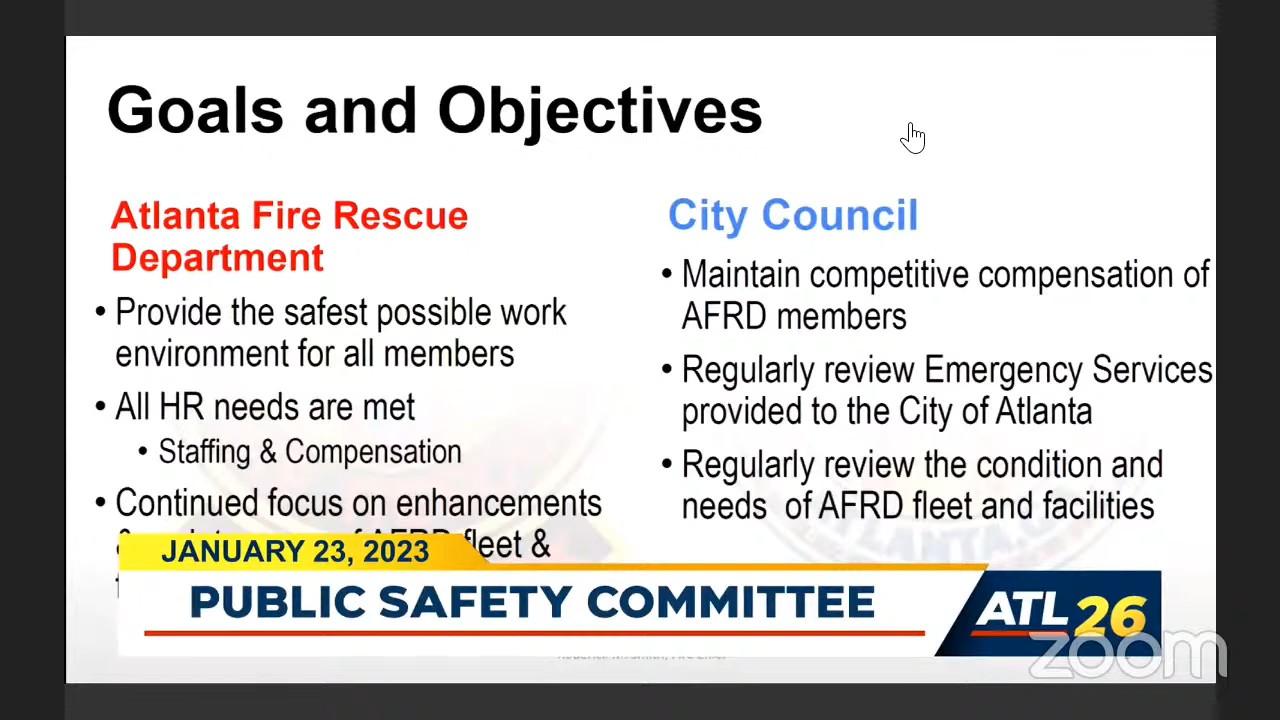 Goals and Objectives
Atlanta Fire Rescue
Department
• Provide the safest possible work
environment for all members
• All HR needs are met
• Staffing & Compensation
• Continued focus on enhancements
fleet &
City Council
• Maintain competitive compensation of
AFRD members
• Regularly review Emergency Services
provided to the City of Atlanta
• Regularly review the condition and
needs of AFRD fleet and facilities
JANUARY 23, 2023
PUBLIC SAFETY COMMITTEE
ATL 26
zoom